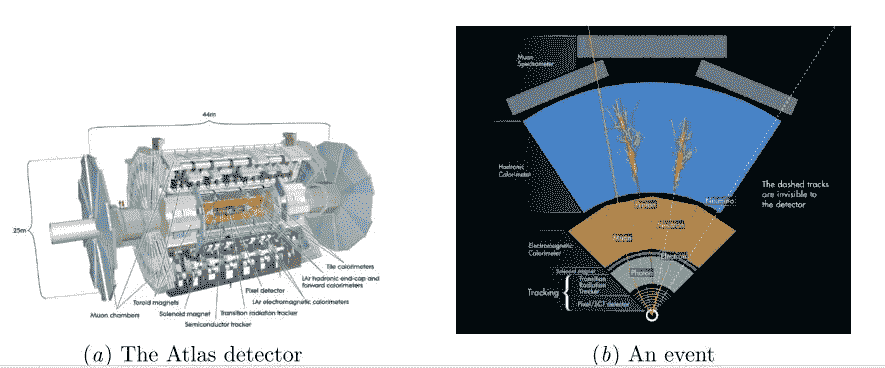 44m
25m
Tile calorimeters
LAr hadronic end-cap and
forward calorimeters
Pixel detector
LAr electromagnetic calorimeters
Toroid magnets
Muon chambers
Solenoid magnet
Transition radiation tracker
Semiconductor tracker
(a) The Atlas detector
Muon
Spectrometer
Hadronic
Calorimeter
The dashed tracks
are invisible to
the detector
Neutrino
Electromagnetic
Calorimeter
Electron
Photon
Solenoid magnet
Transition
Radiation
Tracker
Tracking
Pixel/SCT detector
(b) An event